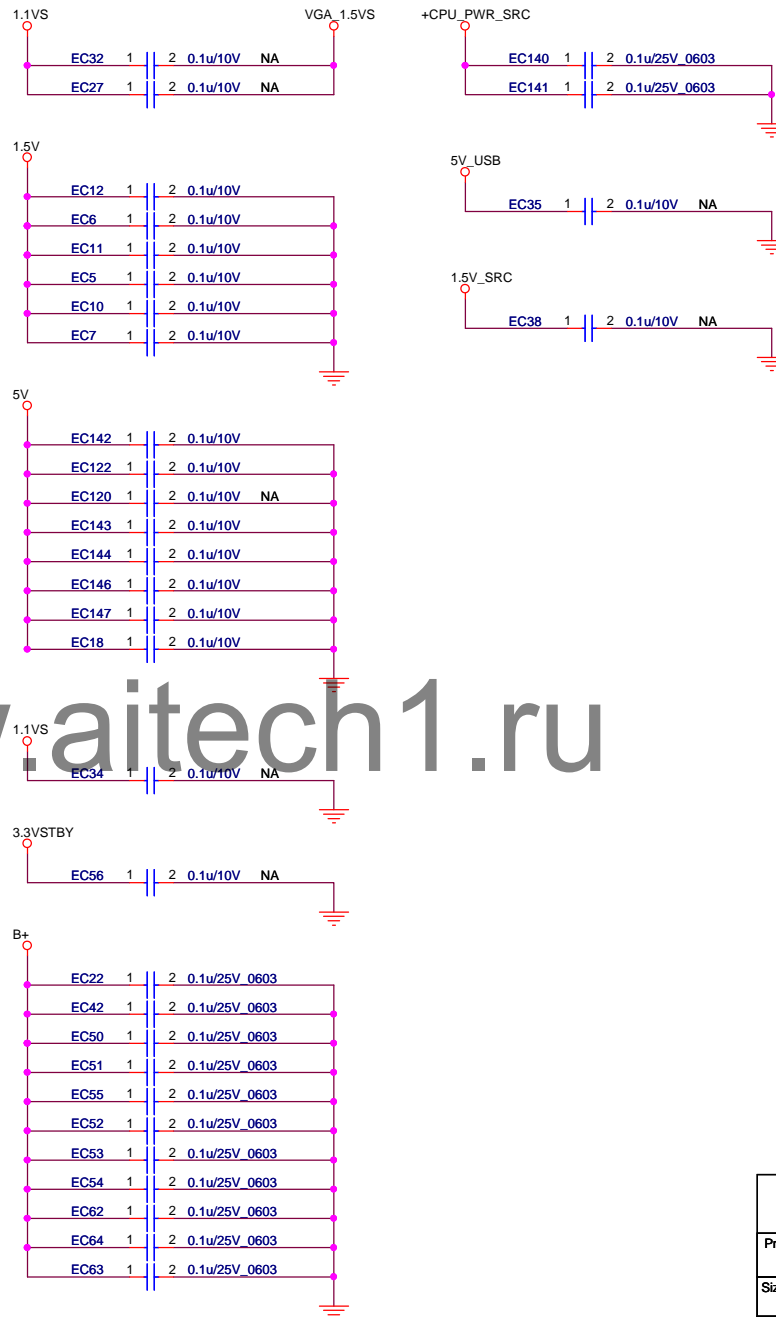 1.1VS VGA_1.5VS
EC32 1 2 0.1u/10V NA
EC27 1 2 0.1u/10V NA
1.5V
EC12 1 2 0.1u/10V
EC6 1 2 0.1u/10V
EC11 1 2 0.1u/10V
EC5 1 2 0.1u/10V
EC10 1 2 0.1u/10V
EC7 1 2 0.1u/10V
5V
EC142 1 2 0.1u/10V
EC122 1 2 0.1u/10V
EC120 1 2 0.1u/10V NA
EC143 1 2 0.1u/10V
EC144 1 2 0.1u/10V
EC146 1 2 0.1u/10V
EC147 1 2 0.1u/10V
EC18 1 2 0.1u/10V
.aitech1.ru
1.1VS
EC34 1 2 0.1u/10V NA
3.3VSTBY
EC56 1 2 0.1u/10V NA
B+
EC22 1 2 0.1u/25V_0603
EC42 1 2 0.1u/25V_0603
EC50 1 2 0.1u/25V_0603
EC51 1 2 0.1u/25V_0603
EC55 1 2 0.1u/25V_0603
EC52 1 2 0.1u/25V_0603
EC53 1 2 0.1u/25V_0603
EC54 1 2 0.1u/25V_0603
EC62 1 2 0.1u/25V_0603
EC64 1 2 0.1u/25V_0603
EC63 1 2 0.1u/25V_0603
+CPU_PWR_SRC
EC140 1 2 0.1u/25V_0603
EC141 1 2 0.1u/25V_0603
5V_USB
EC35 1 2 0.1u/10V NA
1.5V_SRC
EC38 1 2 0.1u/10V NA